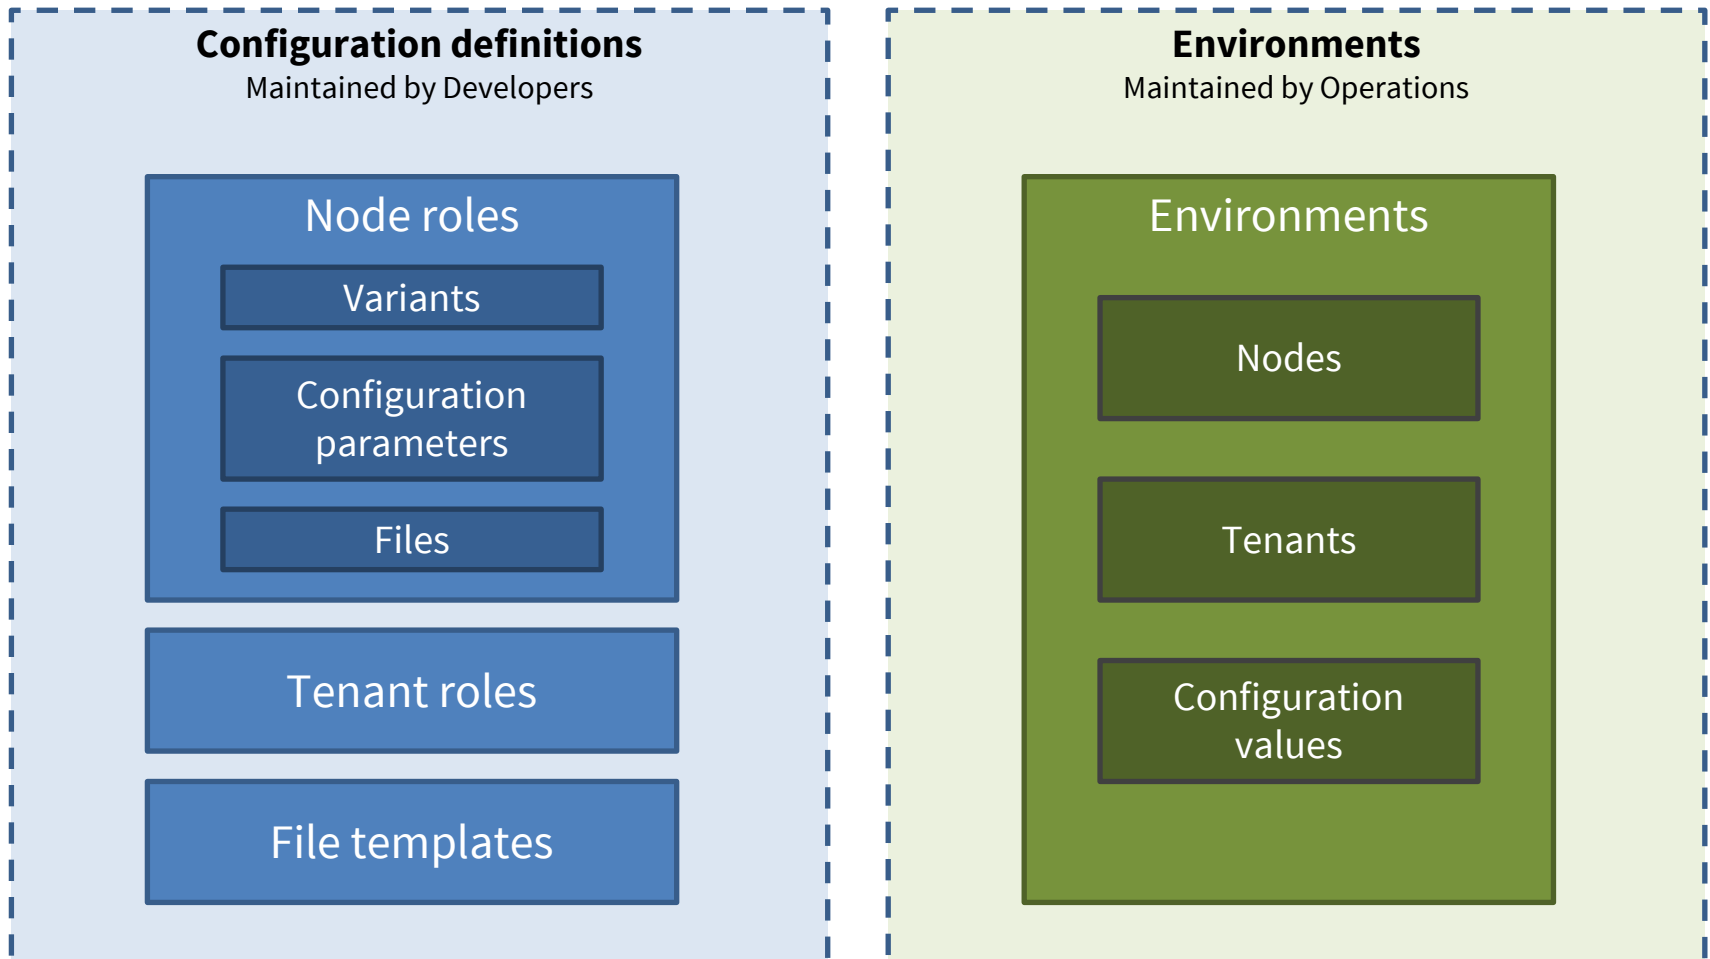 Configuration definitions
Maintained by Developers
Node roles
Variants
Configuration
parameters
Files
Tenant roles
File templates
Environments
Maintained by Operations
Environments
Nodes
Tenants
Configuration
values